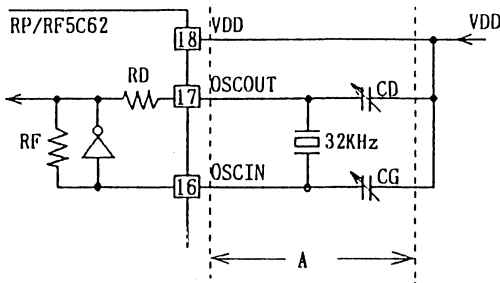 RP/RF5C62
18
VDD
VDD
RD
17
OSCOUT
CD
RF
32KHz
16
OSCIN
CG
A